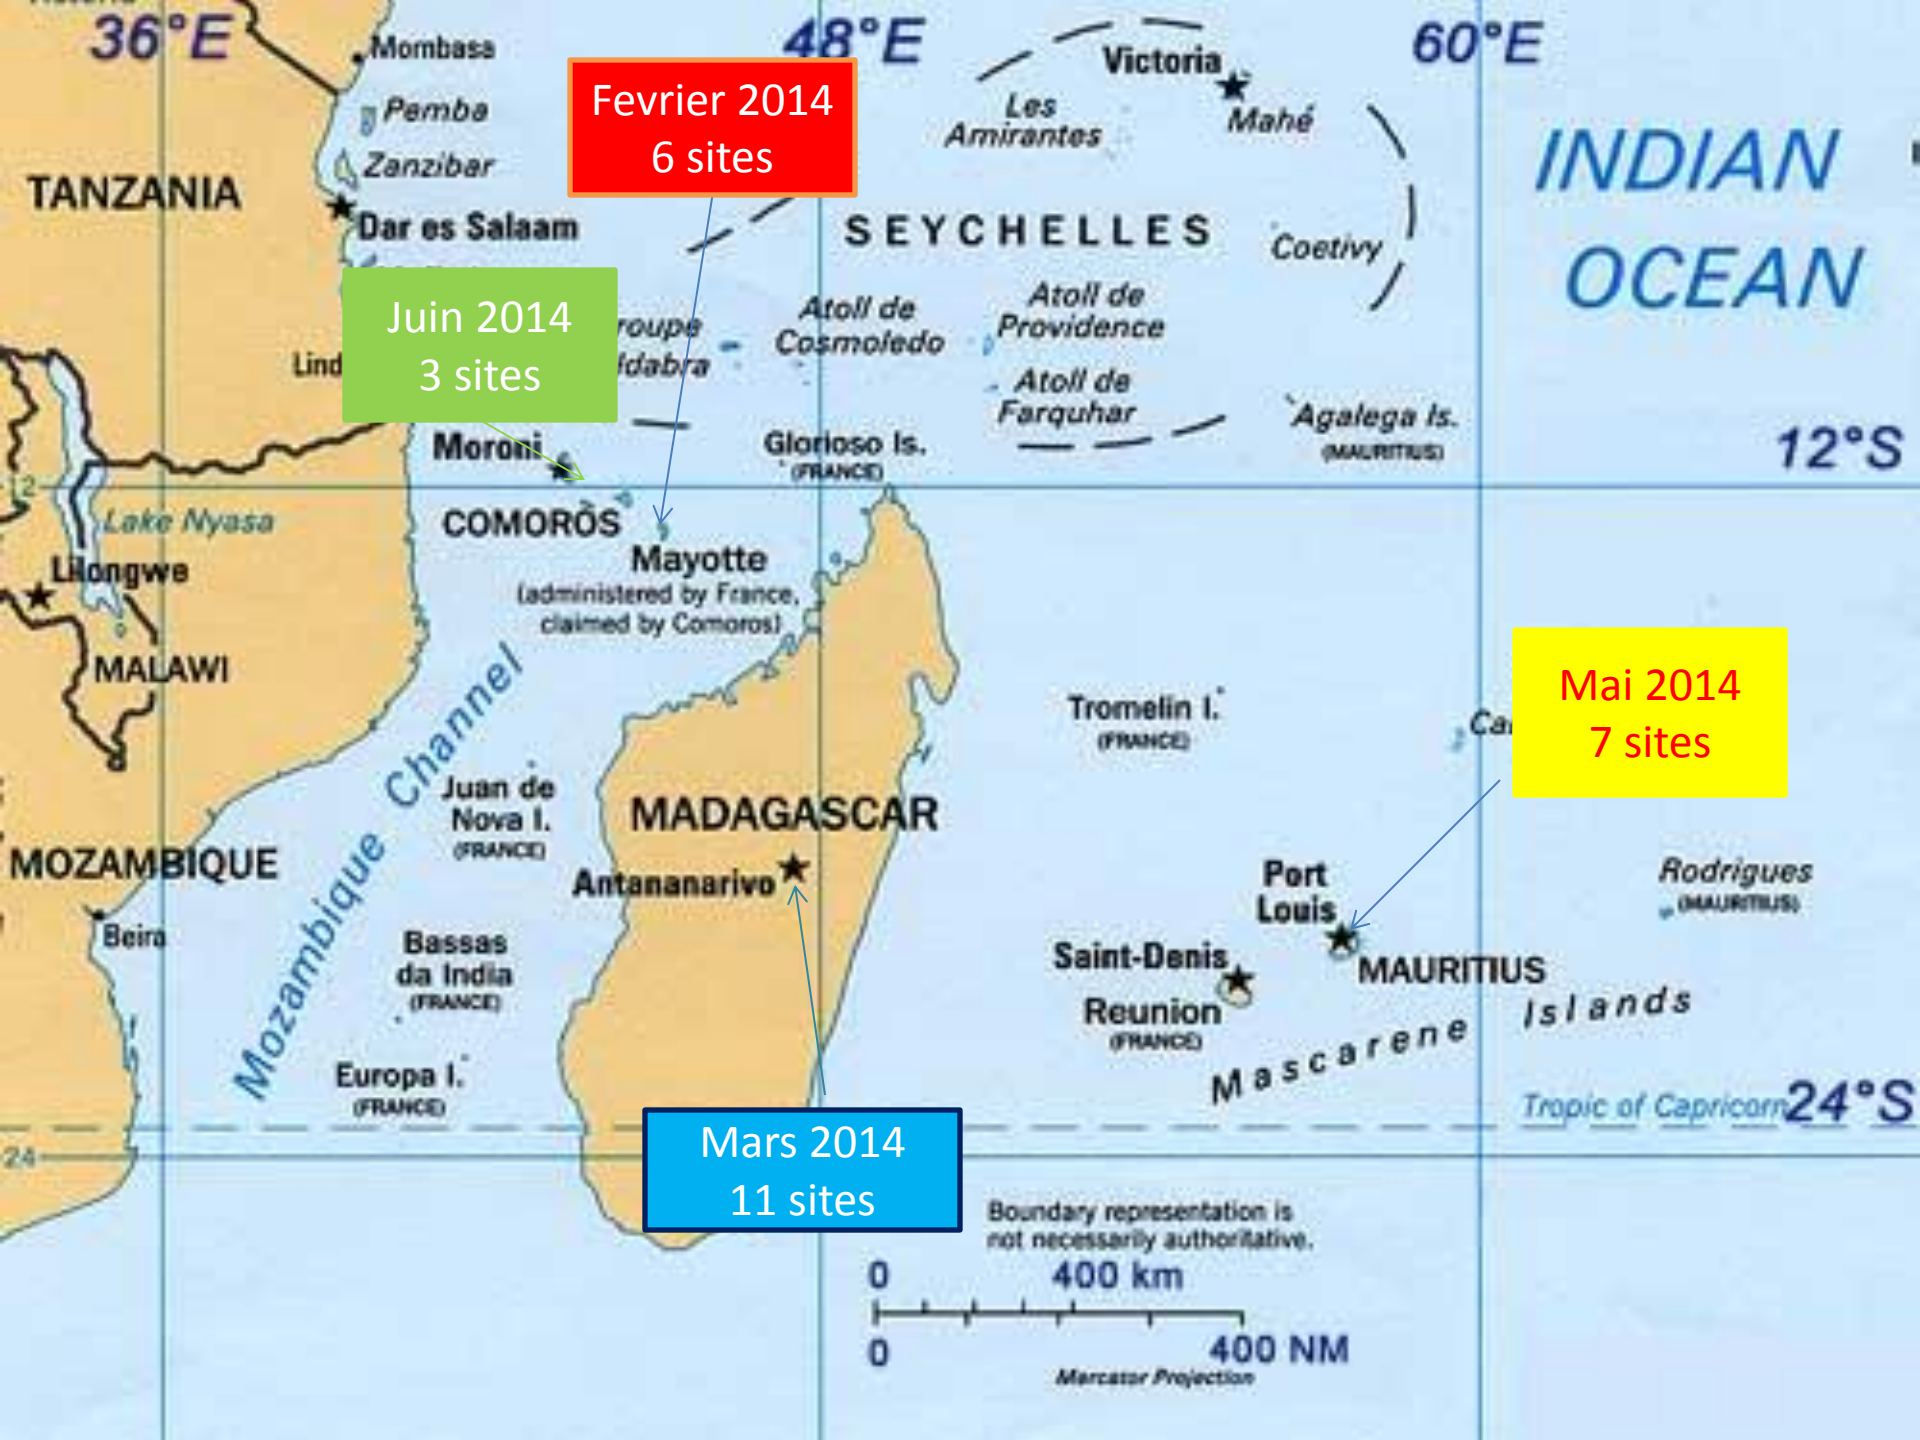 36°E
48°E
60°E
Mombasa
Pemba
Zanzibar
TANZANIA
Dar es Salaam
Fevrier 2014
6 sites
Victoria
Mahé
Les
Amirantes
SEYCHELLES
Coetivy
INDIAN
OCEAN
Juin 2014
3 sites
Lind
roupe
ldabra
Atoll de
Cosmoledo
Atoll de
Providence
Atoll de
Farquhar
Agalega Is.
(MAURITIUS)
12°S
Moroni
Glorioso Is.
(FRANCE)
COMOROS
Mayotte
(administered by France,
claimed by Comoros)
Lake Nyasa
Lilongwe
MALAWI
Mozambique Channel
Tromelin I.
(FRANCE)
Ca
Mai 2014
7 sites
Juan de
Nova I.
(FRANCE)
MADAGASCAR
Antananarivo
MOZAMBIQUE
Beira
Port
Louis
MAURITIUS
Rodrigues
(MAURITIUS)
Saint-Denis
Reunion
(FRANCE)
Mascarene Islands
Bassas
da India
(FRANCE)
Europa I.
(FRANCE)
Tropic of Capricorn
24°S
24
Mars 2014
11 sites
Boundary representation is
not necessarily authoritative.
0 400 km
0 400 NM
Mercator Projection